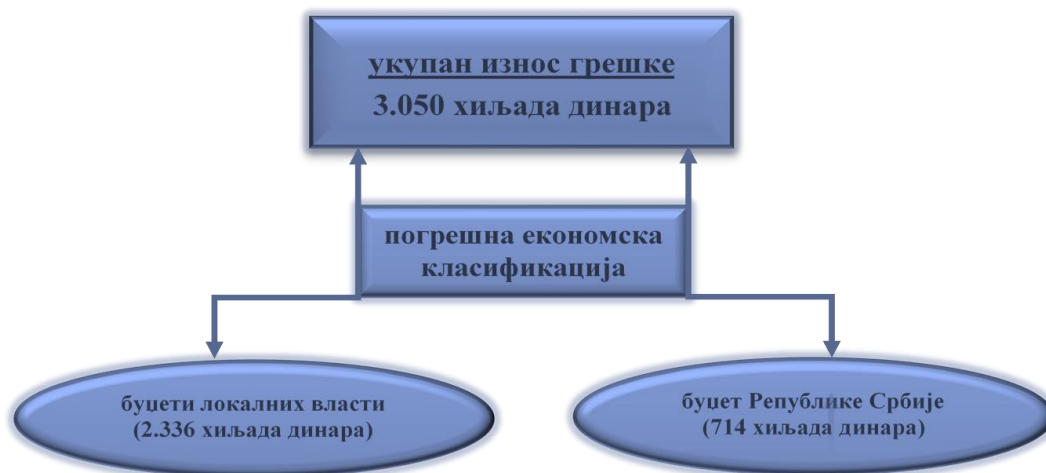 укупан износ грешке
3.050 хиљада динара
погрешна економска
класификација
буџети локалних власти
(2.336 хиљада динара)
буџет Републике Србије
(714 хиљада динара)